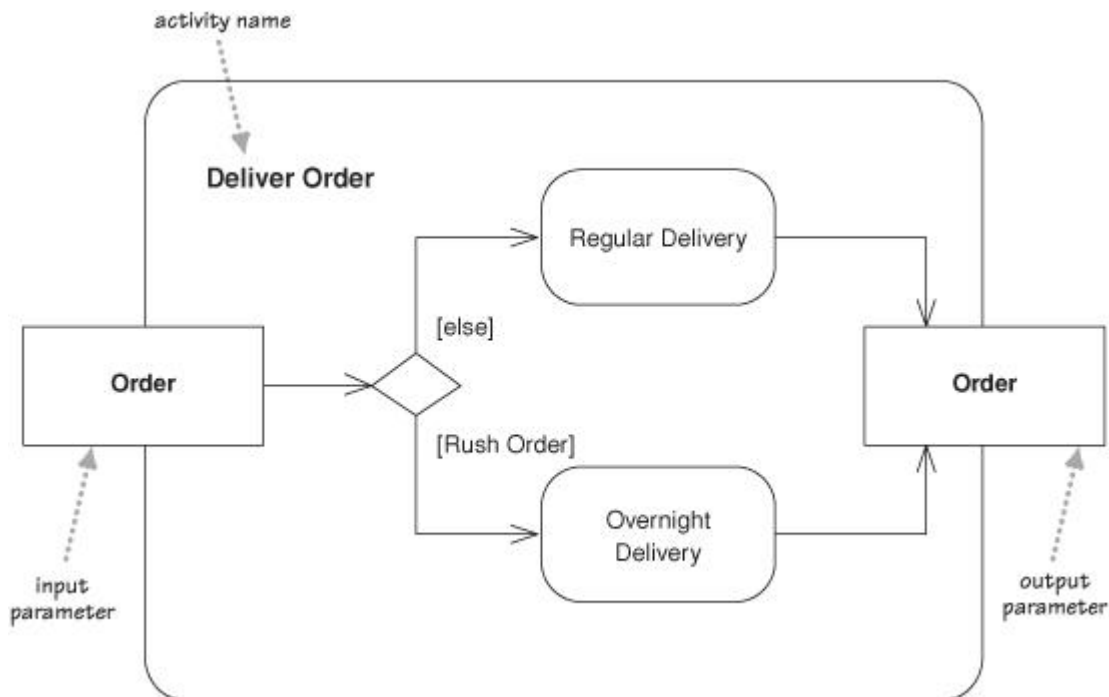 activity name
Deliver Order
Regular Delivery
[else]
Order
Order
[Rush Order]
Overnight
Delivery
input
parameter
output
parameter